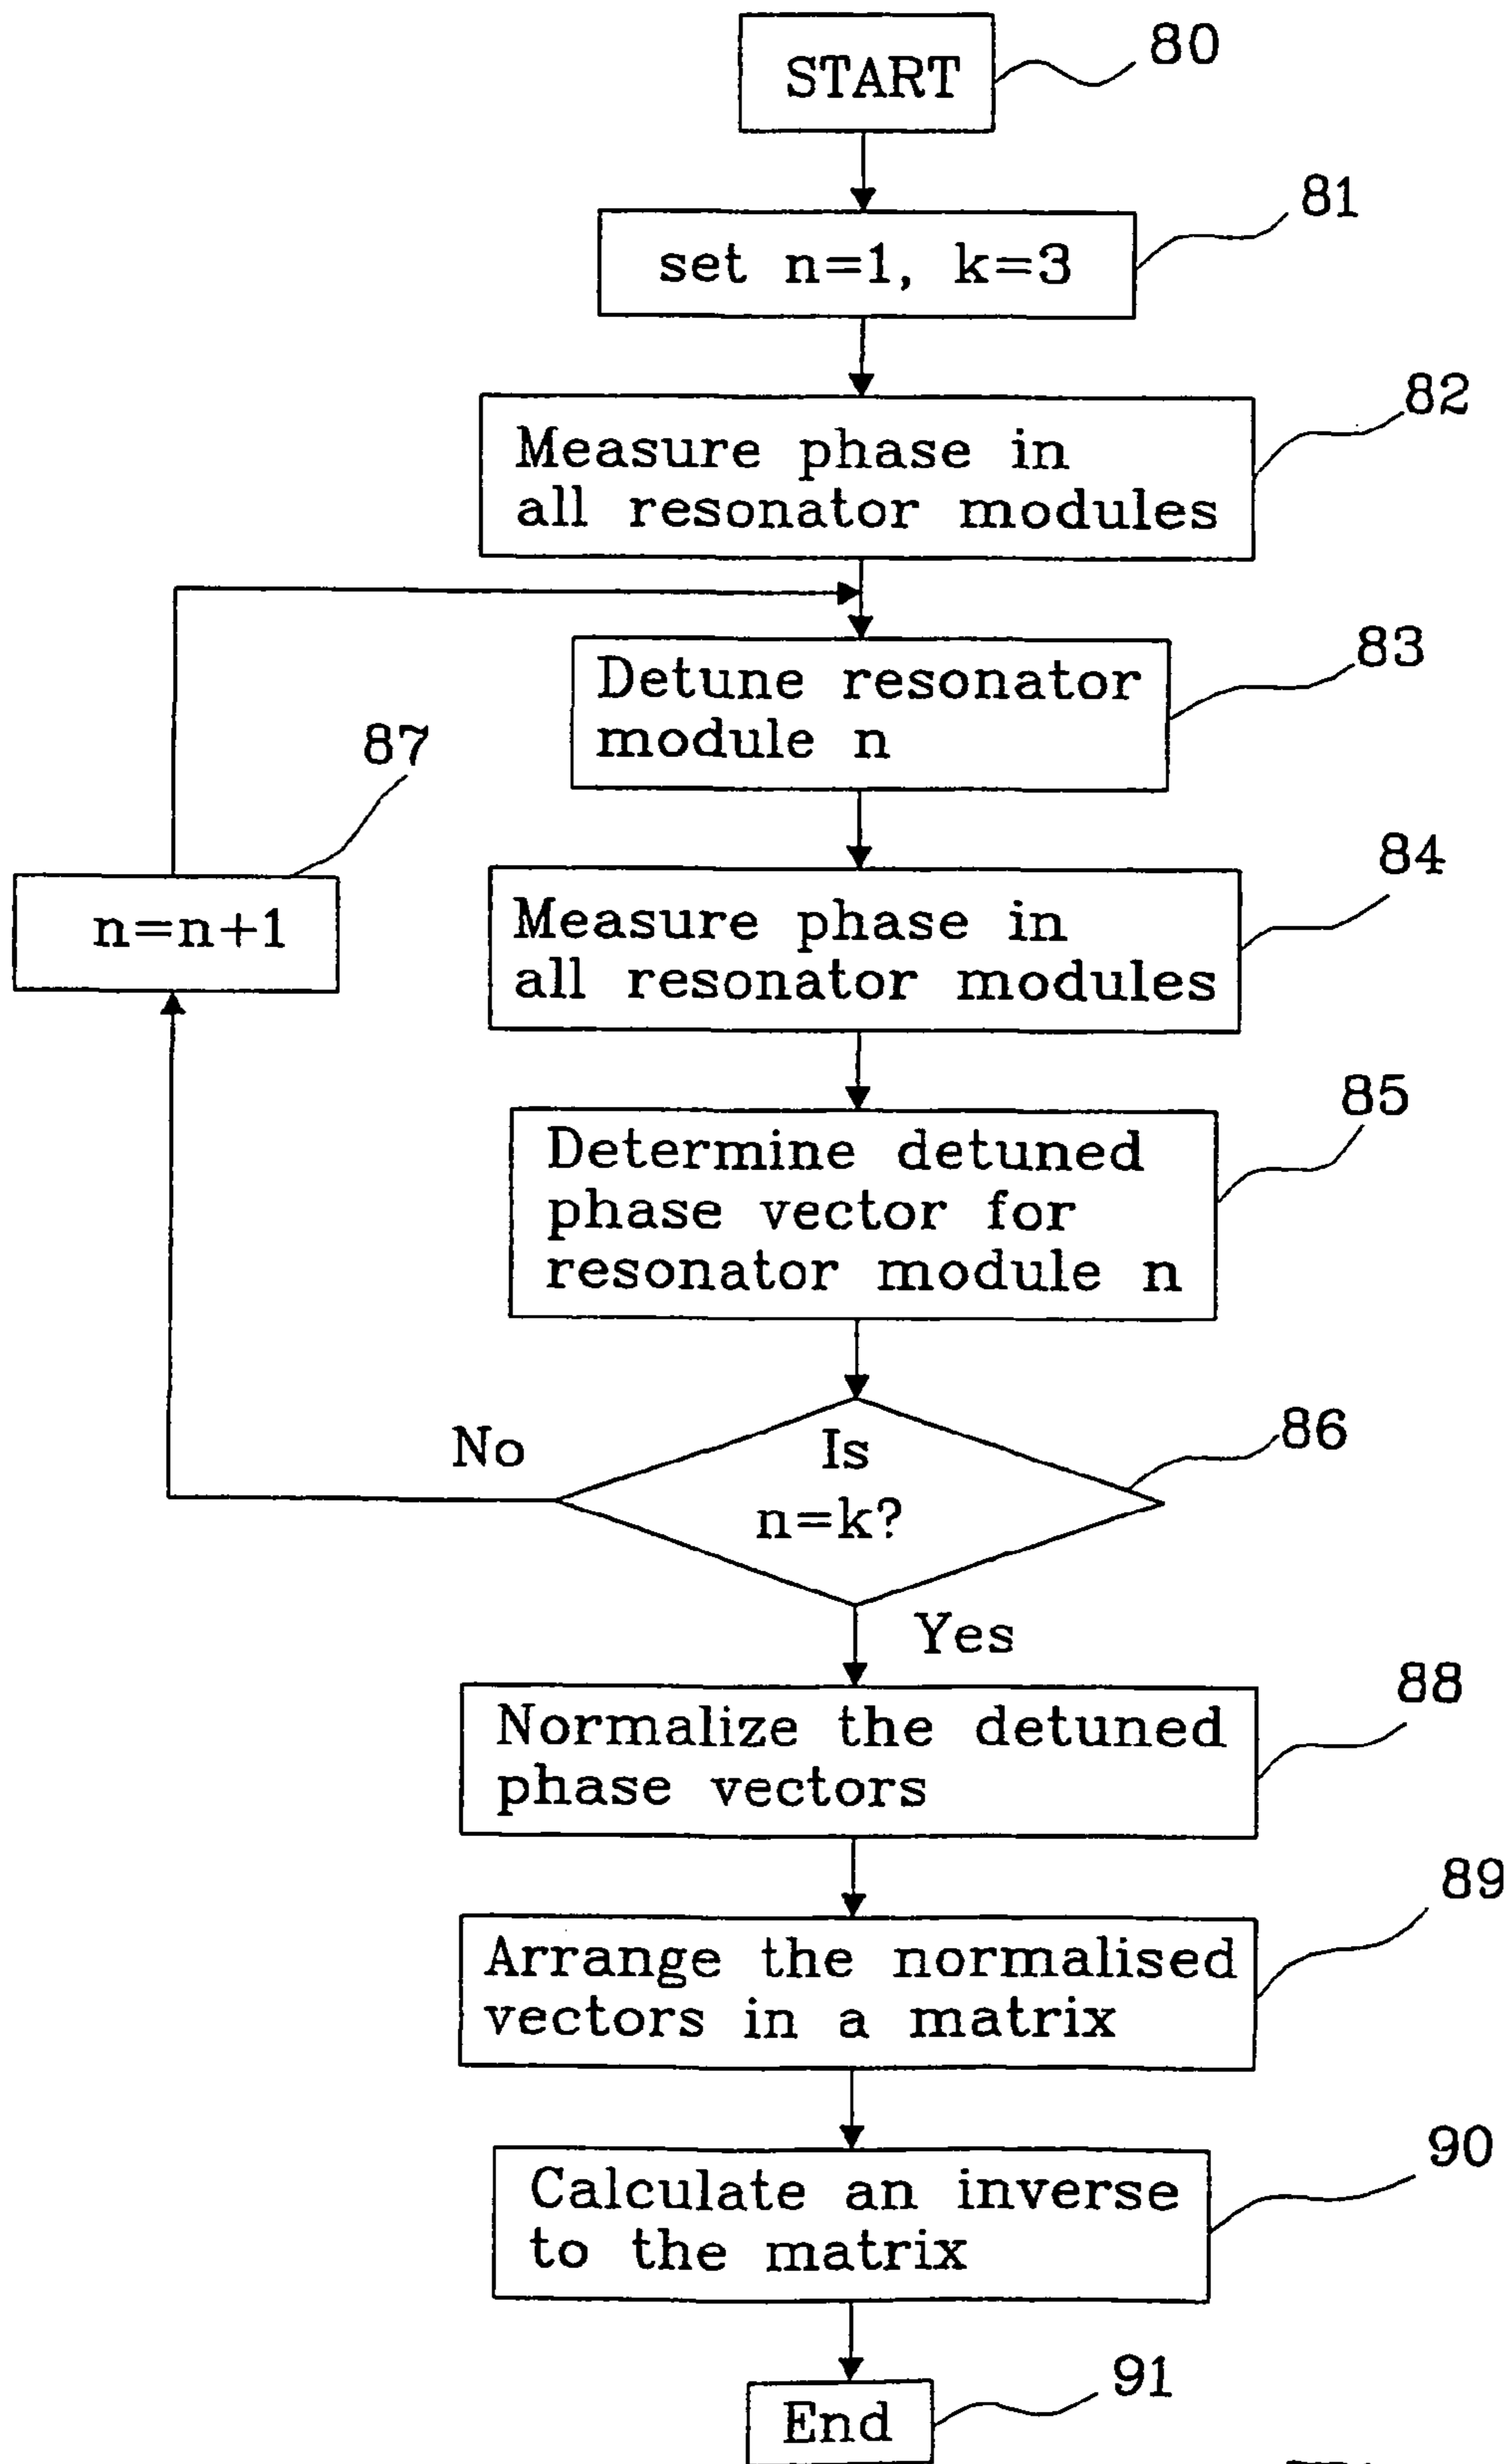 START
80
set n=1, k=3
81
Measure phase in
all resonator modules
82
Detune resonator
module n
83
87
n=n+1
Measure phase in
all resonator modules
84
Determine detuned
phase vector for
resonator module n
85
No
Is
n=k?
86
Yes
Normalize the detuned
phase vectors
88
Arrange the normalised
vectors in a matrix
89
Calculate an inverse
to the matrix
90
End
91